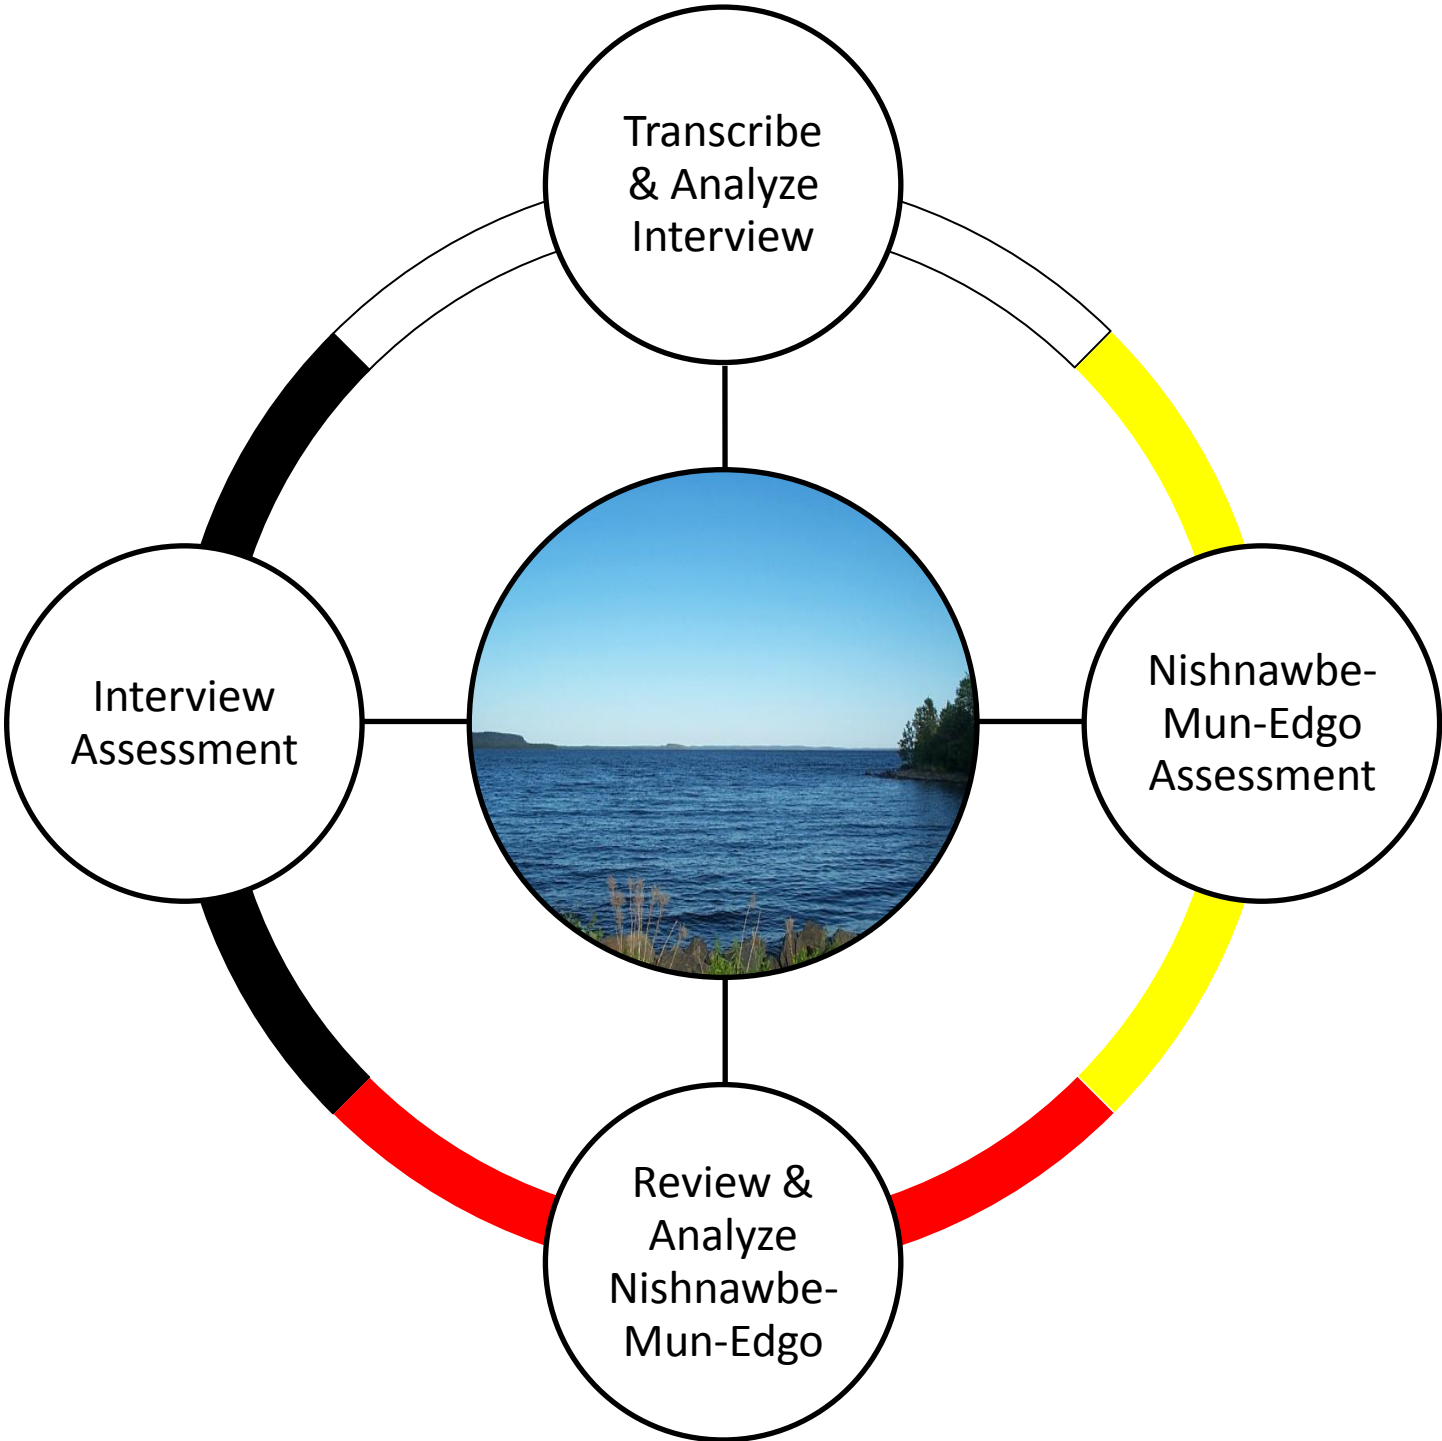 Transcribe
& Analyze
Interview
Interview
Assessment
Nishnawbe-
Mun-Edgo
Assessment
Review &
Analyze
Nishnawbe-
Mun-Edgo